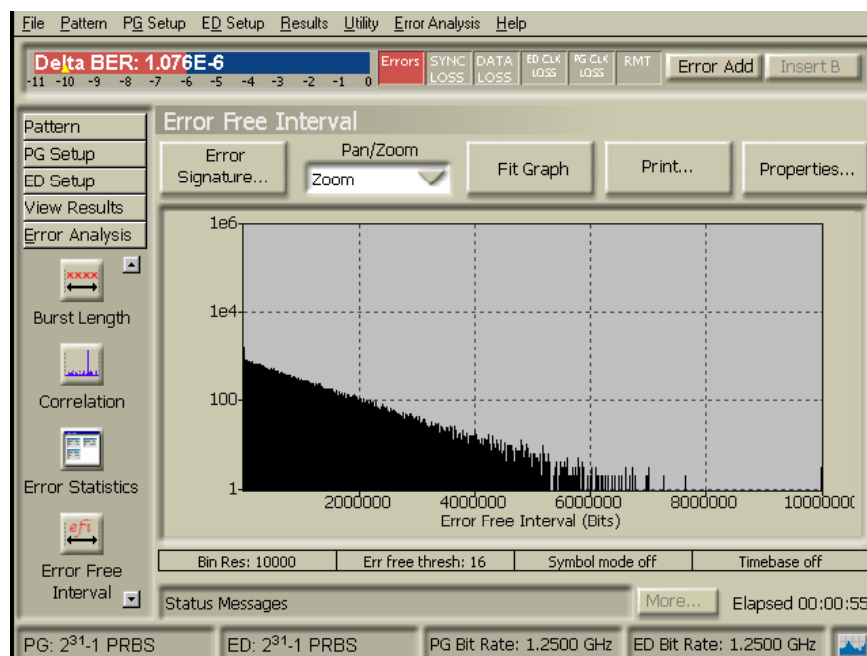 File Pattern PG Setup ED Setup Results Utility Error Analysis Help
Delta BER: 1.076E-6
-11 -10 -9 -8 -7 -6 -5 -4 -3 -2 -1 0
Errors
SYNC LOSS
DATA LOSS
ED CLK LOSS
PG CLK LOSS
RMT
Error Add
Insert B
Pattern
PG Setup
ED Setup
View Results
Error Analysis
xxxx
Burst Length
Correlation
Error Statistics
efi
Error Free
Interval
Error Free Interval
Error
Signature...
Pan/Zoom
Zoom
Fit Graph
Print...
Properties...
1e6
1e4
100
1
2000000 4000000 6000000 8000000 10000000
Error Free Interval (Bits)
Bin Res: 10000
Err free thresh: 16
Symbol mode off
Timebase off
Status Messages
More...
Elapsed 00:00:55
PG: 2³¹-1 PRBS
ED: 2³¹-1 PRBS
PG Bit Rate: 1.2500 GHz
ED Bit Rate: 1.2500 GHz